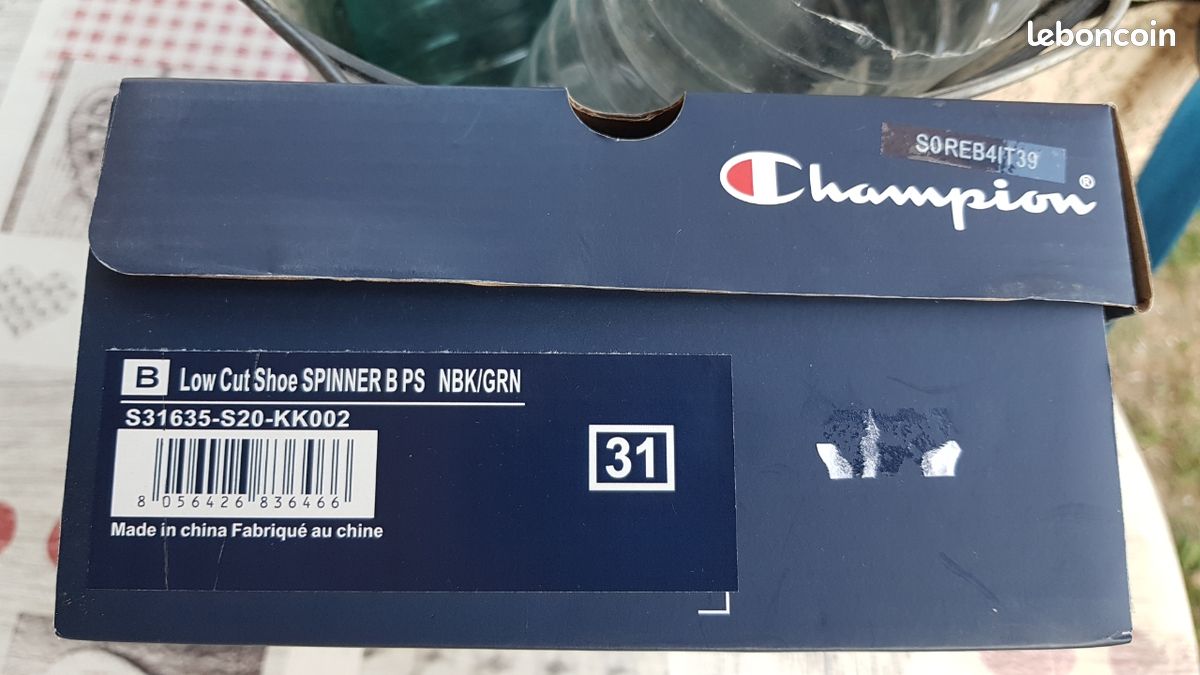 leboncoin
S0REB4IT39
Champion®
B Low Cut Shoe SPINNER B PS NBK/GRN
S31635-S20-KK002
31
8 056426 836466
Made in china Fabriqué au chine